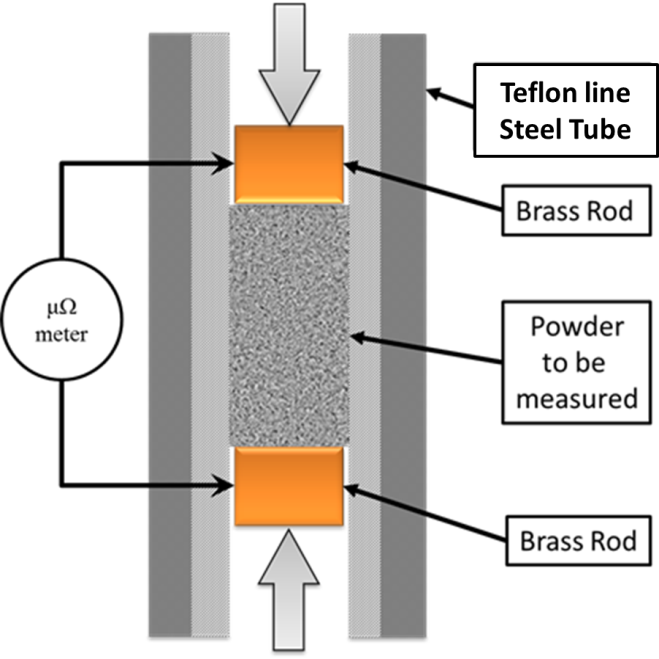 Teflon line
Steel Tube
Brass Rod
μΩ
meter
Powder
to be
measured
Brass Rod